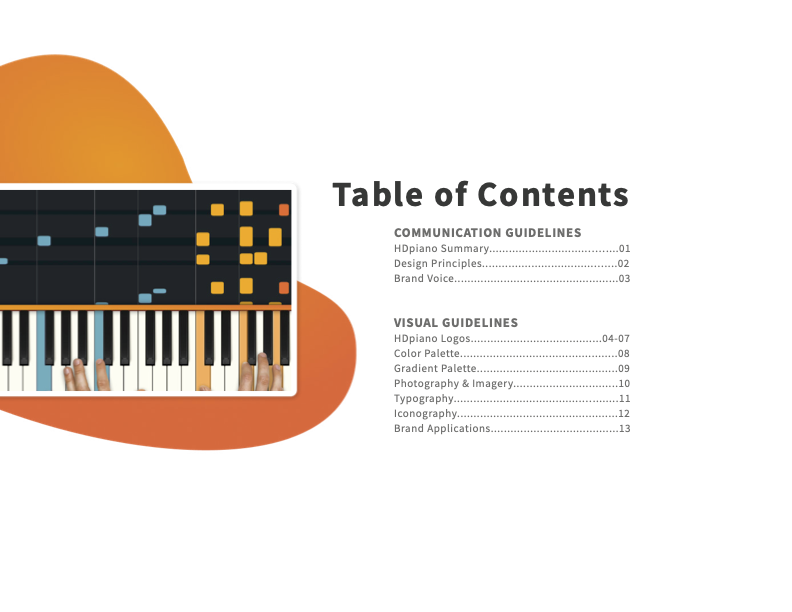 Table of Contents
COMMUNICATION GUIDELINES
HDpiano Summary.......................................01
Design Principles.........................................02
Brand Voice..................................................03
VISUAL GUIDELINES
HDpiano Logos........................................04-07
Color Palette................................................08
Gradient Palette...........................................09
Photography & Imagery................................10
Typography.................................................11
Iconography.................................................12
Brand Applications.......................................13